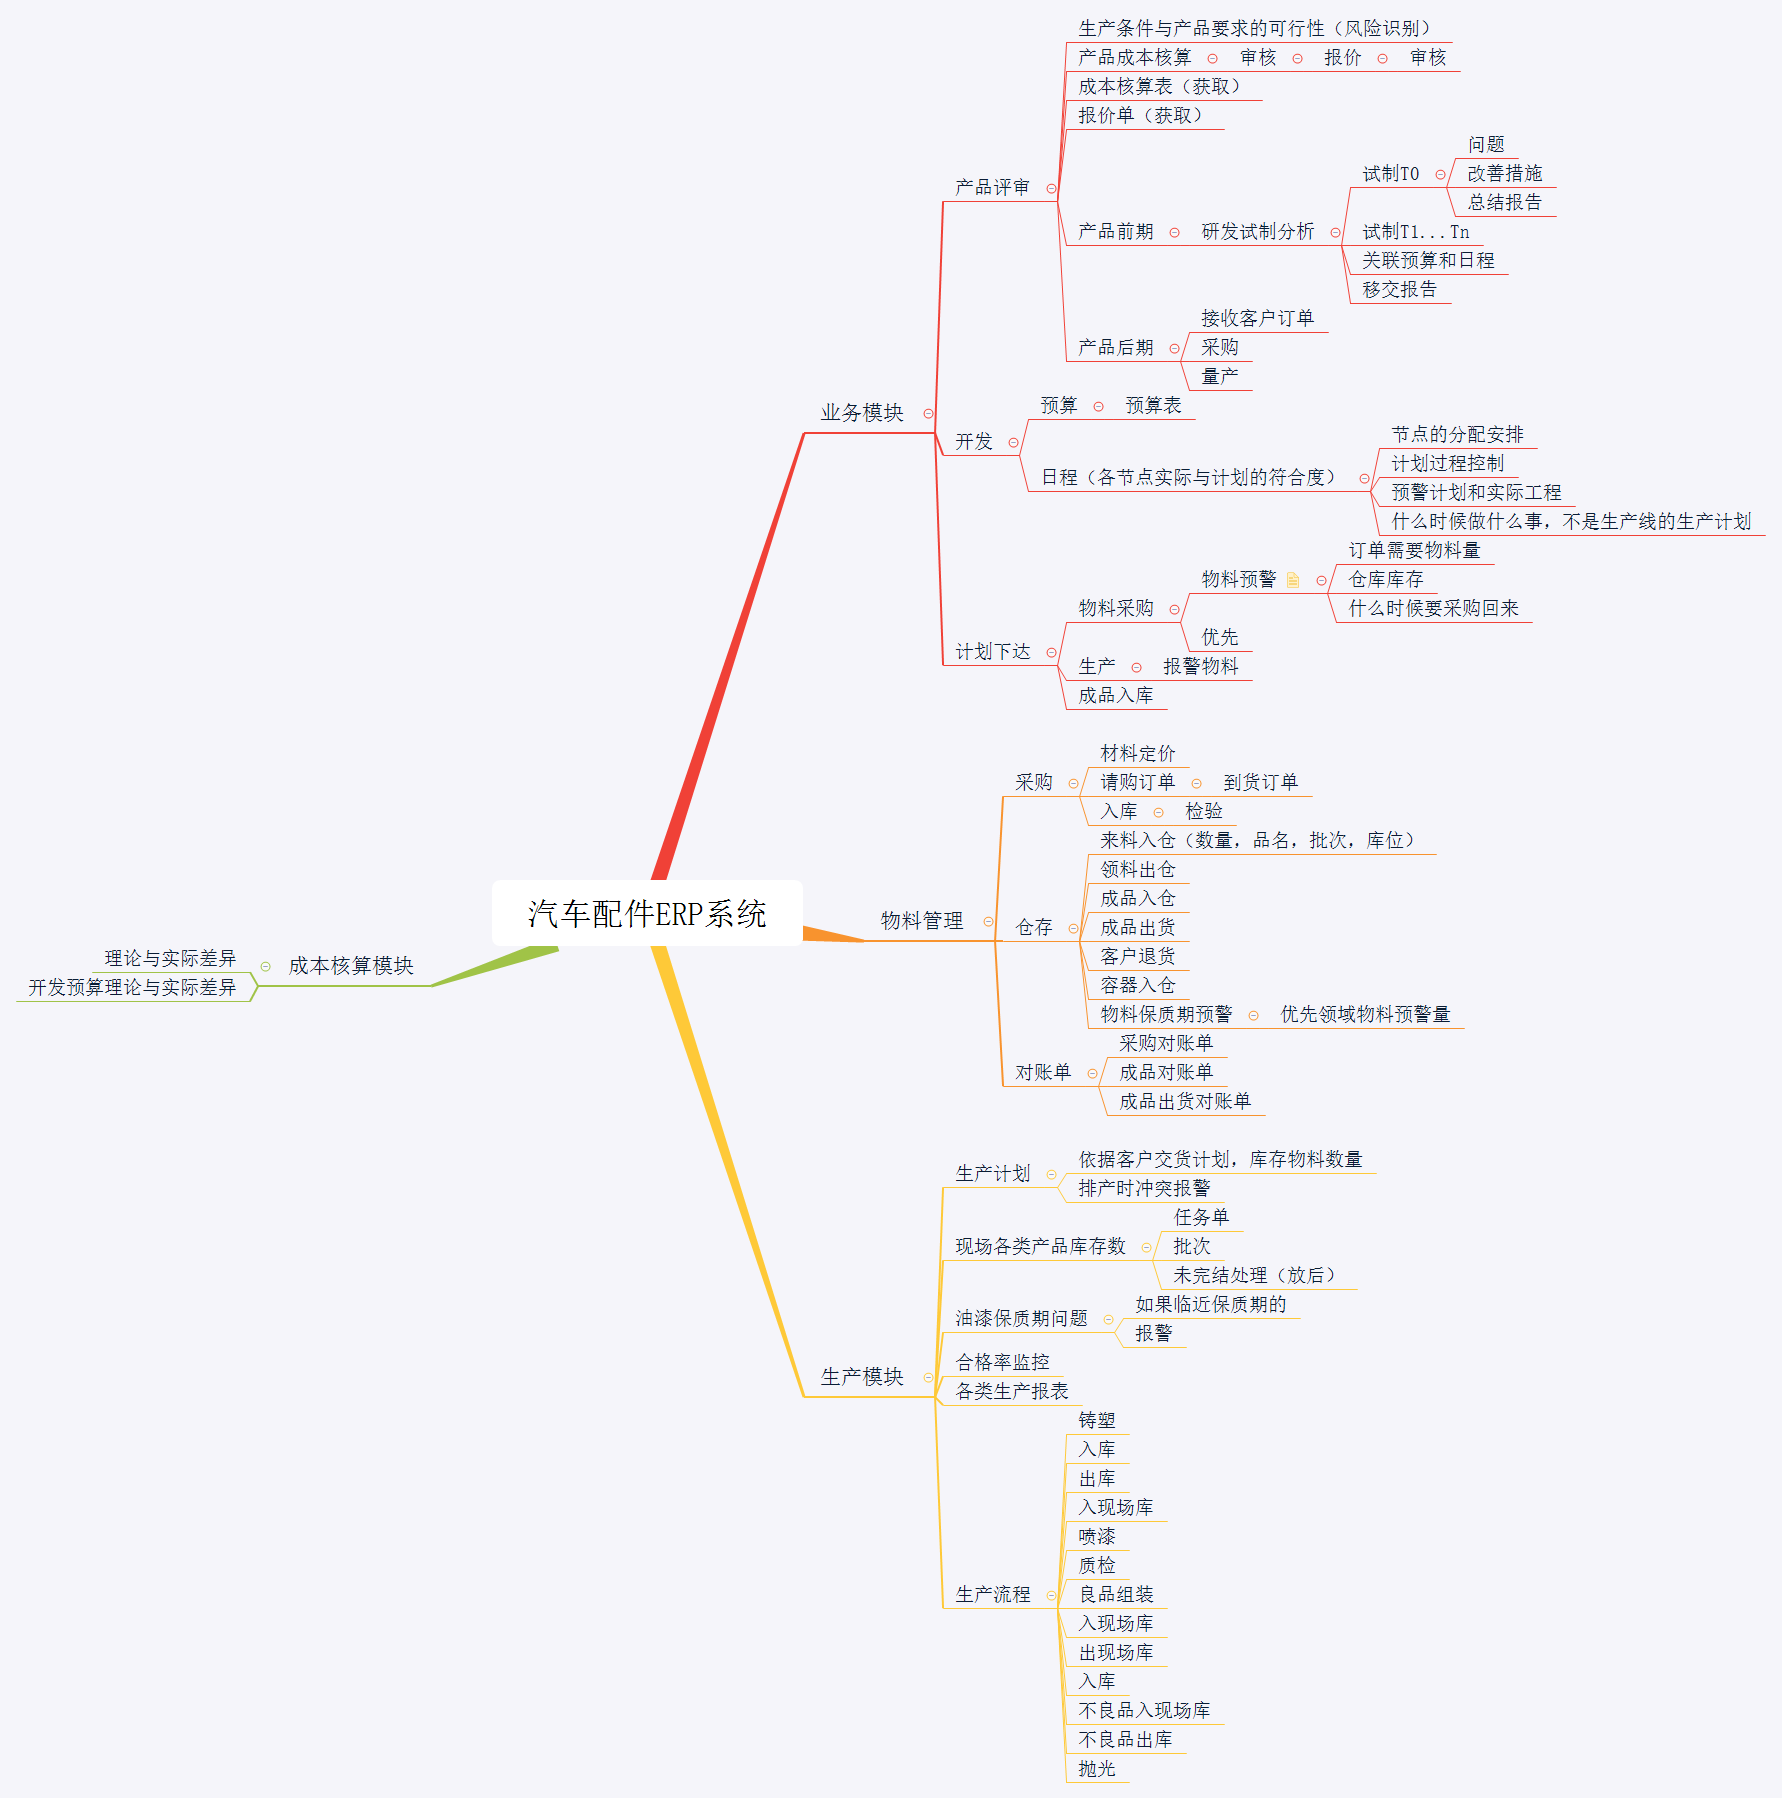 汽车配件ERP系统
业务模块
产品评审
生产条件与产品要求的可行性（风险识别）
产品成本核算
审核
报价
审核
成本核算表（获取）
报价单（获取）
产品前期
研发试制分析
试制T0
问题
改善措施
总结报告
试制T1...Tn
关联预算和日程
移交报告
产品后期
接收客户订单
采购
量产
开发
预算
预算表
日程（各节点实际与计划的符合度）
节点的分配安排
计划过程控制
预警计划和实际工程
什么时候做什么事，不是生产线的生产计划
计划下达
物料采购
物料预警
订单需要物料量
仓库库存
什么时候要采购回来
优先
生产
报警物料
成品入库
物料管理
采购
材料定价
请购订单
到货订单
入库
检验
仓存
来料入仓（数量，品名，批次，库位）
领料出仓
成品入仓
成品出货
客户退货
容器入仓
物料保质期预警
优先领域物料预警量
对账单
采购对账单
成品对账单
成品出货对账单
生产模块
生产计划
依据客户交货计划，库存物料数量
排产时冲突报警
现场各类产品库存数
任务单
批次
未完结处理（放后）
油漆保质期问题
如果临近保质期的
报警
合格率监控
各类生产报表
生产流程
铸塑
入库
出库
入现场库
喷漆
质检
良品组装
入现场库
出现场库
入库
不良品入现场库
不良品出库
抛光
成本核算模块
理论与实际差异
开发预算理论与实际差异